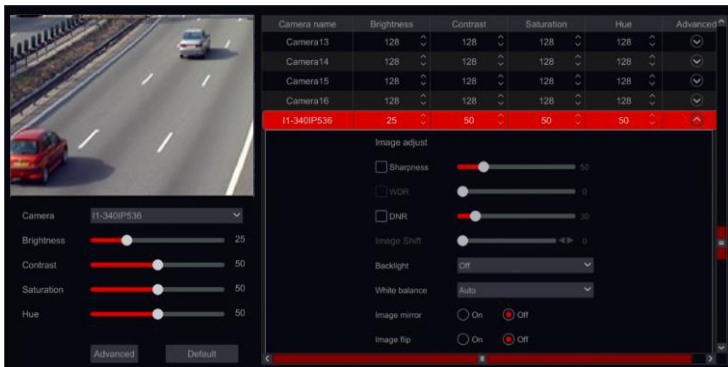 Camera name Brightness Contrast Saturation Hue Advanced
Camera13 128 128 128 128
Camera14 128 128 128 128
Camera15 128 128 128 128
Camera16 128 128 128 128
I1-340IP536 25 50 50 50
Image adjust
Sharpness 50
WDR 0
DNR 30
Image Shift 0
Backlight Off
White balance Auto
Image mirror On Off
Image flip On Off
Camera I1-340IP536
Brightness 25
Contrast 50
Saturation 50
Hue 50
Advanced Default